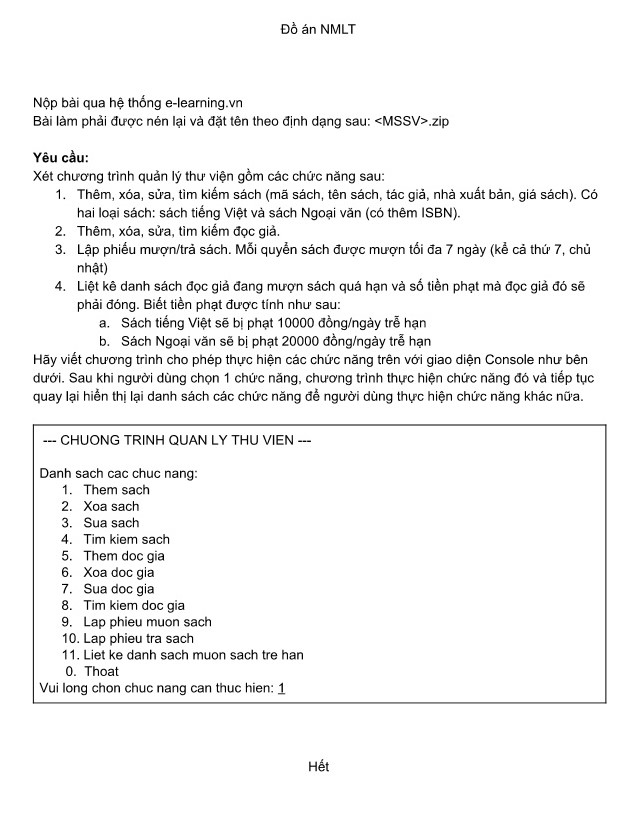 Đồ án NMLT
Nộp bài qua hệ thống e-learning.vn
Bài làm phải được nén lại và đặt tên theo định dạng sau: <MSSV>.zip
Yêu cầu:
Xét chương trình quản lý thư viện gồm các chức năng sau:
1. Thêm, xóa, sửa, tìm kiếm sách (mã sách, tên sách, tác giả, nhà xuất bản, giá sách). Có
hai loại sách: sách tiếng Việt và sách Ngoại văn (có thêm ISBN).
2. Thêm, xóa, sửa, tìm kiếm đọc giả.
3. Lập phiếu mượn/trả sách. Mỗi quyển sách được mượn tối đa 7 ngày (kể cả thứ 7, chủ
nhật)
4. Liệt kê danh sách đọc giả đang mượn sách quá hạn và số tiền phạt mà đọc giả đó sẽ
phải đóng. Biết tiền phạt được tính như sau:
a. Sách tiếng Việt sẽ bị phạt 10000 đồng/ngày trễ hạn
b. Sách Ngoại văn sẽ bị phạt 20000 đồng/ngày trễ hạn
Hãy viết chương trình cho phép thực hiện các chức năng trên với giao diện Console như bên
dưới. Sau khi người dùng chọn 1 chức năng, chương trình thực hiện chức năng đó và tiếp tục
quay lại hiển thị lại danh sách các chức năng để người dùng thực hiện chức năng khác nữa.
--- CHUONG TRINH QUAN LY THU VIEN ---
Danh sach cac chuc nang:
1. Them sach
2. Xoa sach
3. Sua sach
4. Tim kiem sach
5. Them doc gia
6. Xoa doc gia
7. Sua doc gia
8. Tim kiem doc gia
9. Lap phieu muon sach
10. Lap phieu tra sach
11. Liet ke danh sach muon sach tre han
0. Thoat
Vui long chon chuc nang can thuc hien: 1
Hết